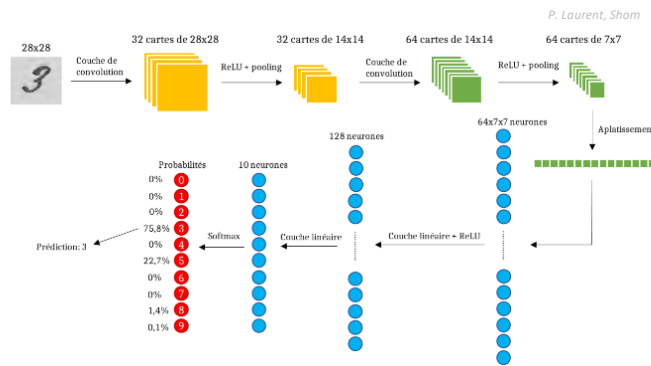 P. Laurent, Shom
28x28
32 cartes de 28x28
32 cartes de 14x14
64 cartes de 14x14
64 cartes de 7x7
Couche de
convolution
ReLU + pooling
Couche de
convolution
ReLU + pooling
3
Aplatissement
64x7x7 neurones
128 neurones
10 neurones
Probabilités
0% 0
0% 1
0% 2
75,8% 3
0% 4
22,7% 5
0% 6
0% 7
1,4% 8
0,1% 9
Couche linéaire + ReLU
Couche linéaire
Softmax
Prédiction: 3